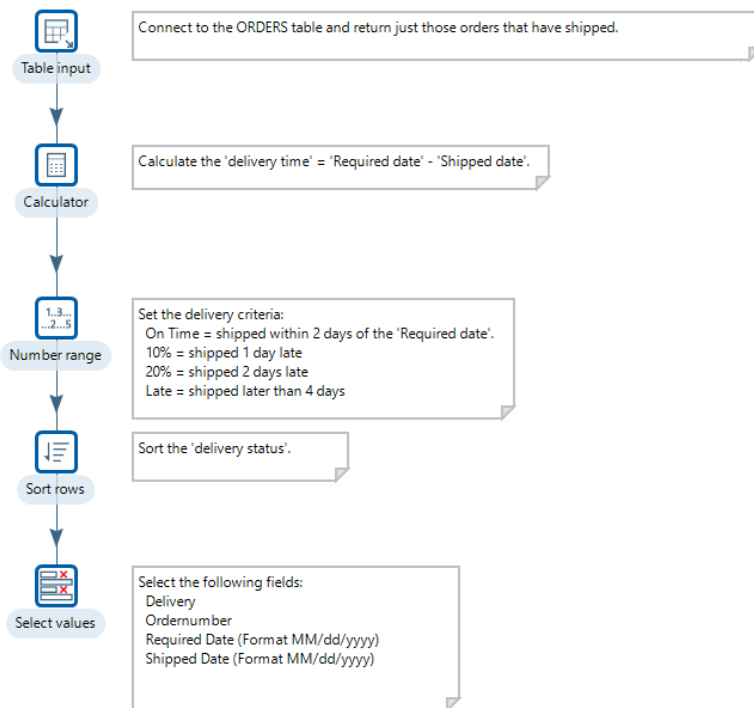 Connect to the ORDERS table and return just those orders that have shipped.
Table input
Calculate the 'delivery time' = 'Required date' - 'Shipped date'.
Calculator
1..3...
...2...5
Set the delivery criteria:
On Time = shipped within 2 days of the 'Required date'.
10% = shipped 1 day late
20% = shipped 2 days late
Late = shipped later than 4 days
Number range
Sort the 'delivery status'.
Sort rows
Select the following fields:
Delivery
Ordernumber
Required Date (Format MM/dd/yyyy)
Shipped Date (Format MM/dd/yyyy)
Select values